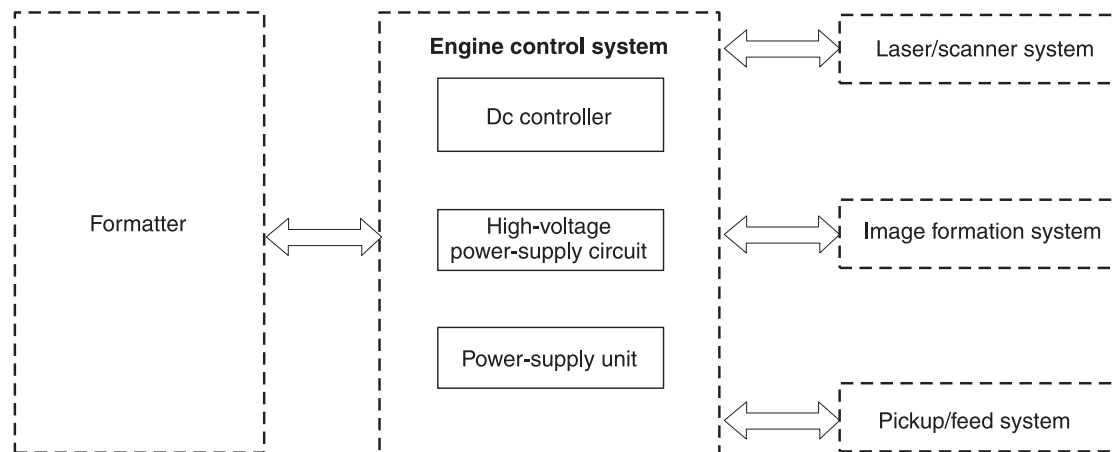 Engine control system
Laser/scanner system
Dc controller
Formatter
High-voltage
power-supply circuit
Image formation system
Power-supply unit
Pickup/feed system